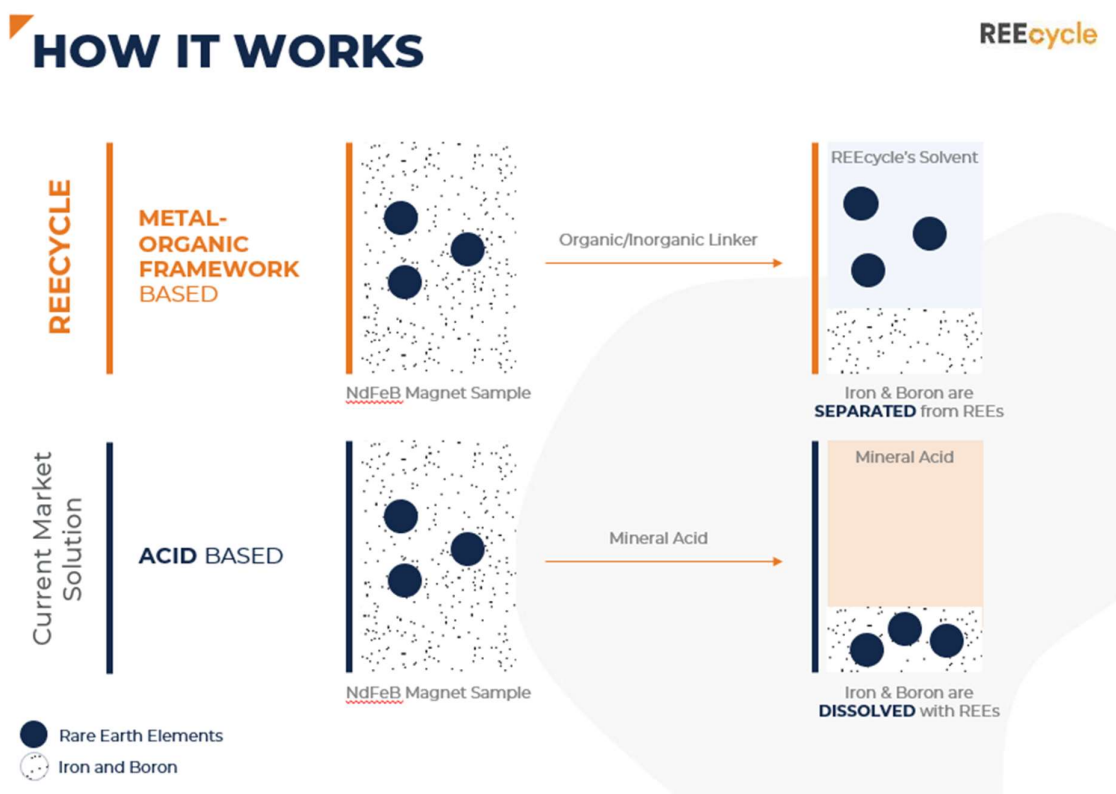 HOW IT WORKS
REEcycle
REECYCLE
METAL-
ORGANIC
FRAMEWORK
BASED
NdFeB Magnet Sample
Organic/Inorganic Linker
REEcycle's Solvent
Iron & Boron are
SEPARATED from REEs
Current Market
Solution
ACID BASED
NdFeB Magnet Sample
Mineral Acid
Mineral Acid
Iron & Boron are
DISSOLVED with REEs
Rare Earth Elements
Iron and Boron